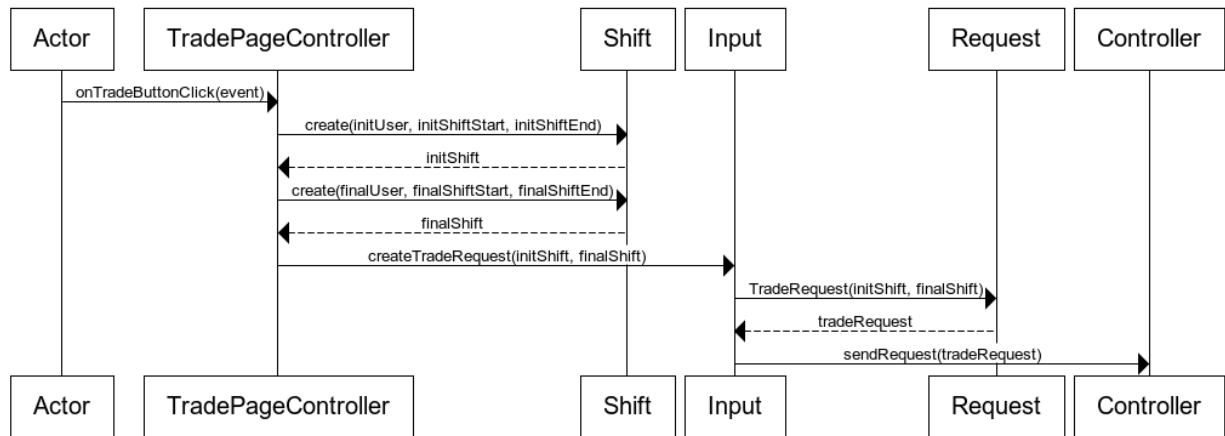 Actor TradePageController Shift Input Request Controller
onTradeButtonClick(event)
create(initUser, initShiftStart, initShiftEnd)
initShift
create(finalUser, finalShiftStart, finalShiftEnd)
finalShift
createTradeRequest(initShift, finalShift)
TradeRequest(initShift, finalShift)
tradeRequest
sendRequest(tradeRequest)
Actor TradePageController Shift Input Request Controller